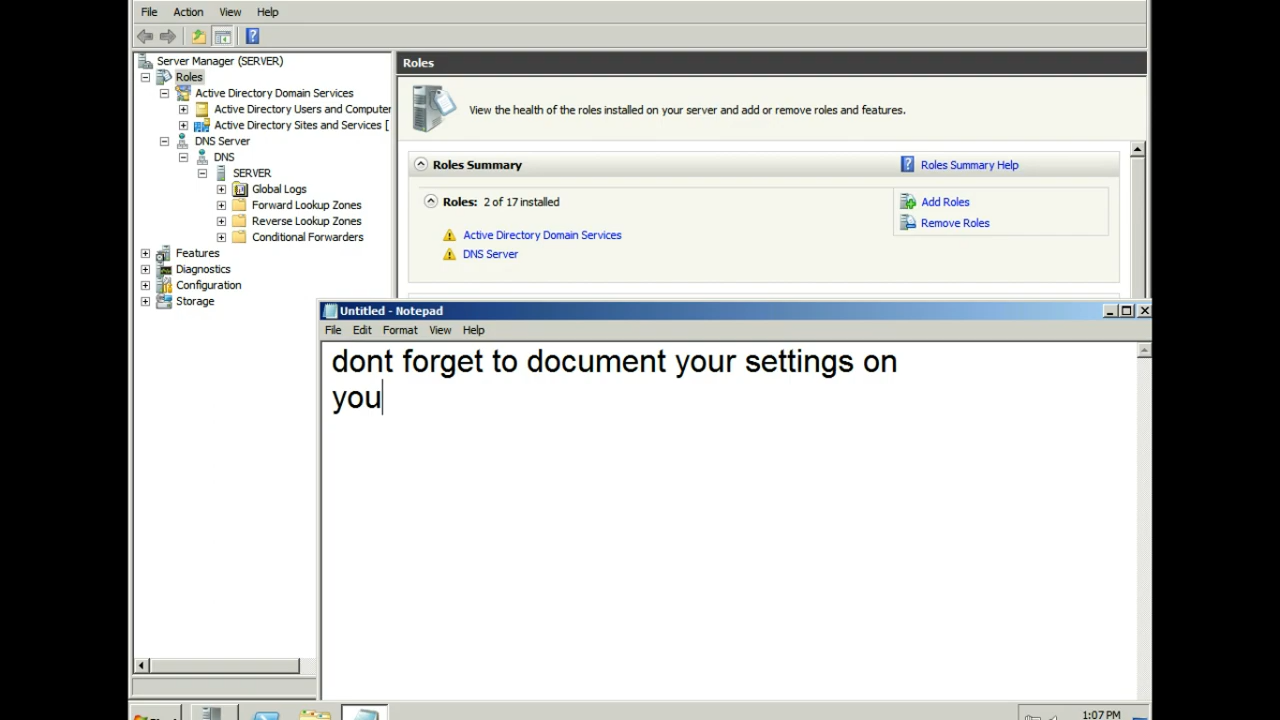 File Action View Help
Server Manager (SERVER)
Roles
Active Directory Domain Services
Active Directory Users and Computer
Active Directory Sites and Services [
DNS Server
DNS
SERVER
Global Logs
Forward Lookup Zones
Reverse Lookup Zones
Conditional Forwarders
Features
Diagnostics
Configuration
Storage
Roles
View the health of the roles installed on your server and add or remove roles and features.
Roles Summary
Roles Summary Help
Roles: 2 of 17 installed
Add Roles
Remove Roles
Active Directory Domain Services
DNS Server
Untitled - Notepad
File Edit Format View Help
dont forget to document your settings on
you
1:07 PM